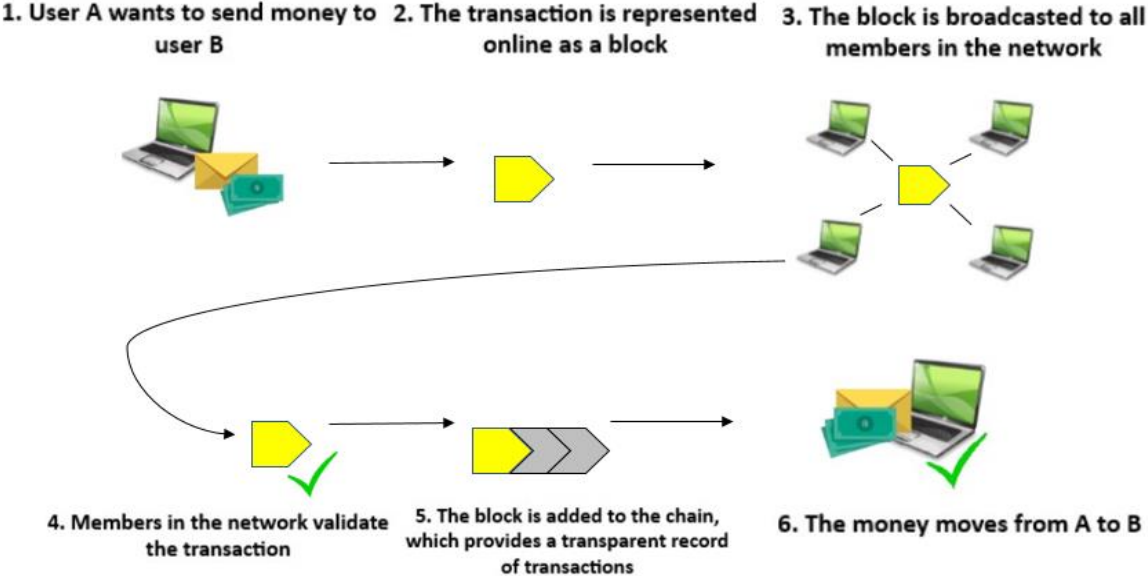 1. User A wants to send money to
user B
2. The transaction is represented
online as a block
3. The block is broadcasted to all
members in the network
4. Members in the network validate
the transaction
5. The block is added to the chain,
which provides a transparent record
of transactions
6. The money moves from A to B